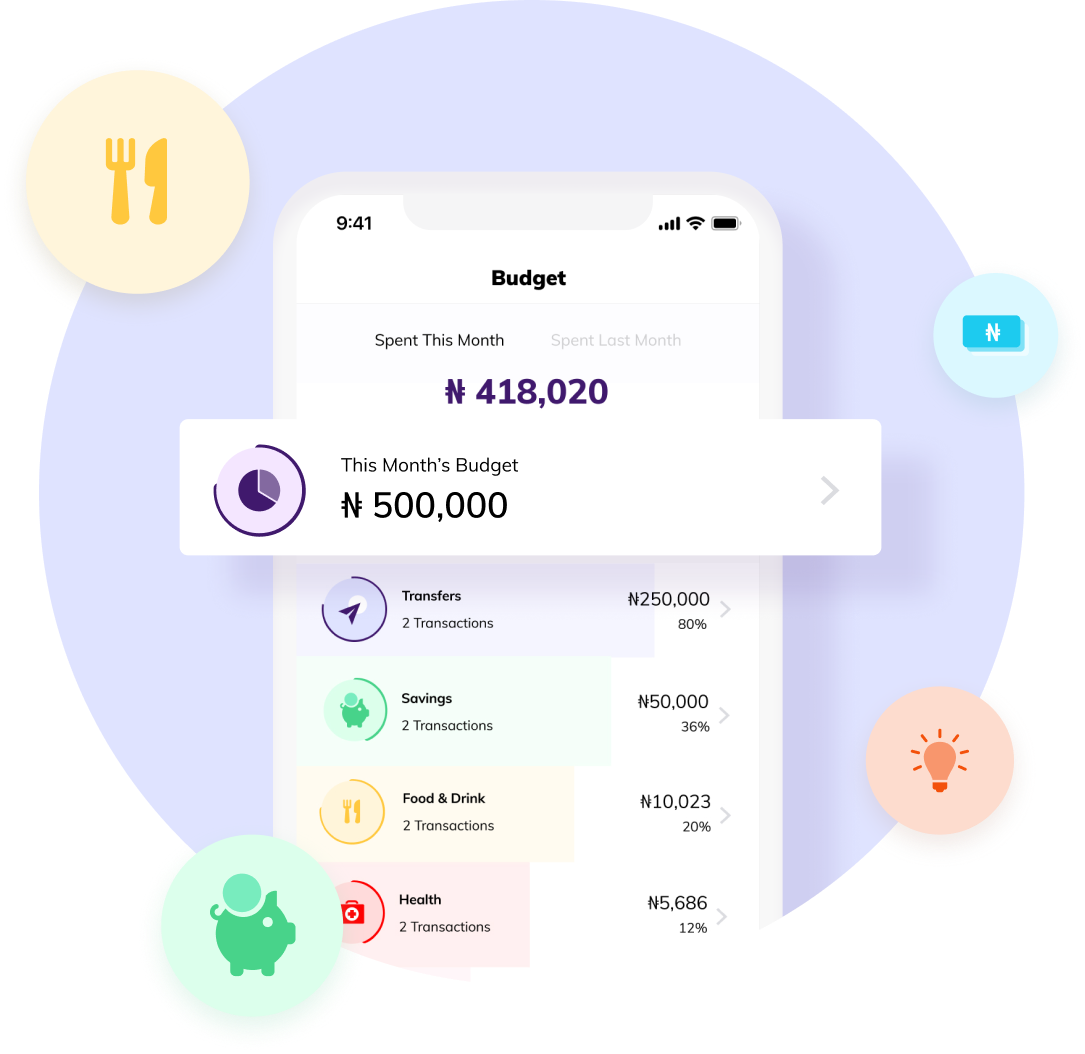 9:41
Budget
Spent This Month Spent Last Month
₦ 418,020
This Month’s Budget
₦ 500,000
Transfers
2 Transactions
₦250,000
80%
Savings
2 Transactions
₦50,000
36%
Food & Drink
2 Transactions
₦10,023
20%
Health
2 Transactions
₦5,686
12%
₦